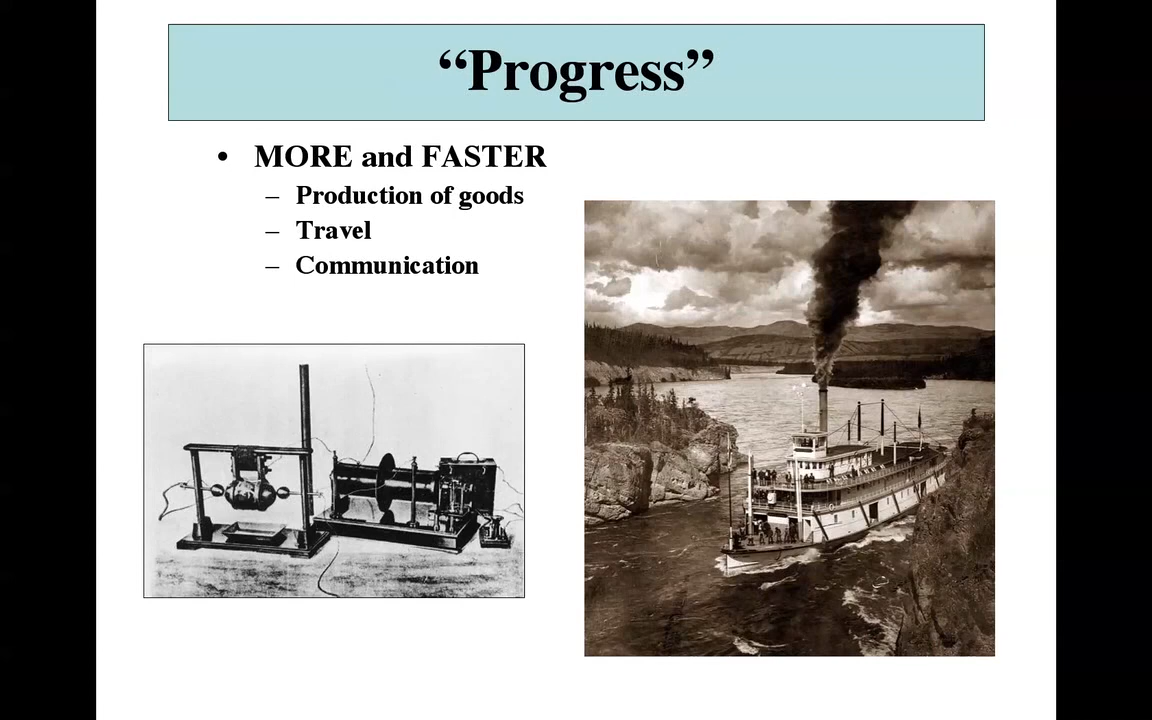 “Progress”
• MORE and FASTER
– Production of goods
– Travel
– Communication